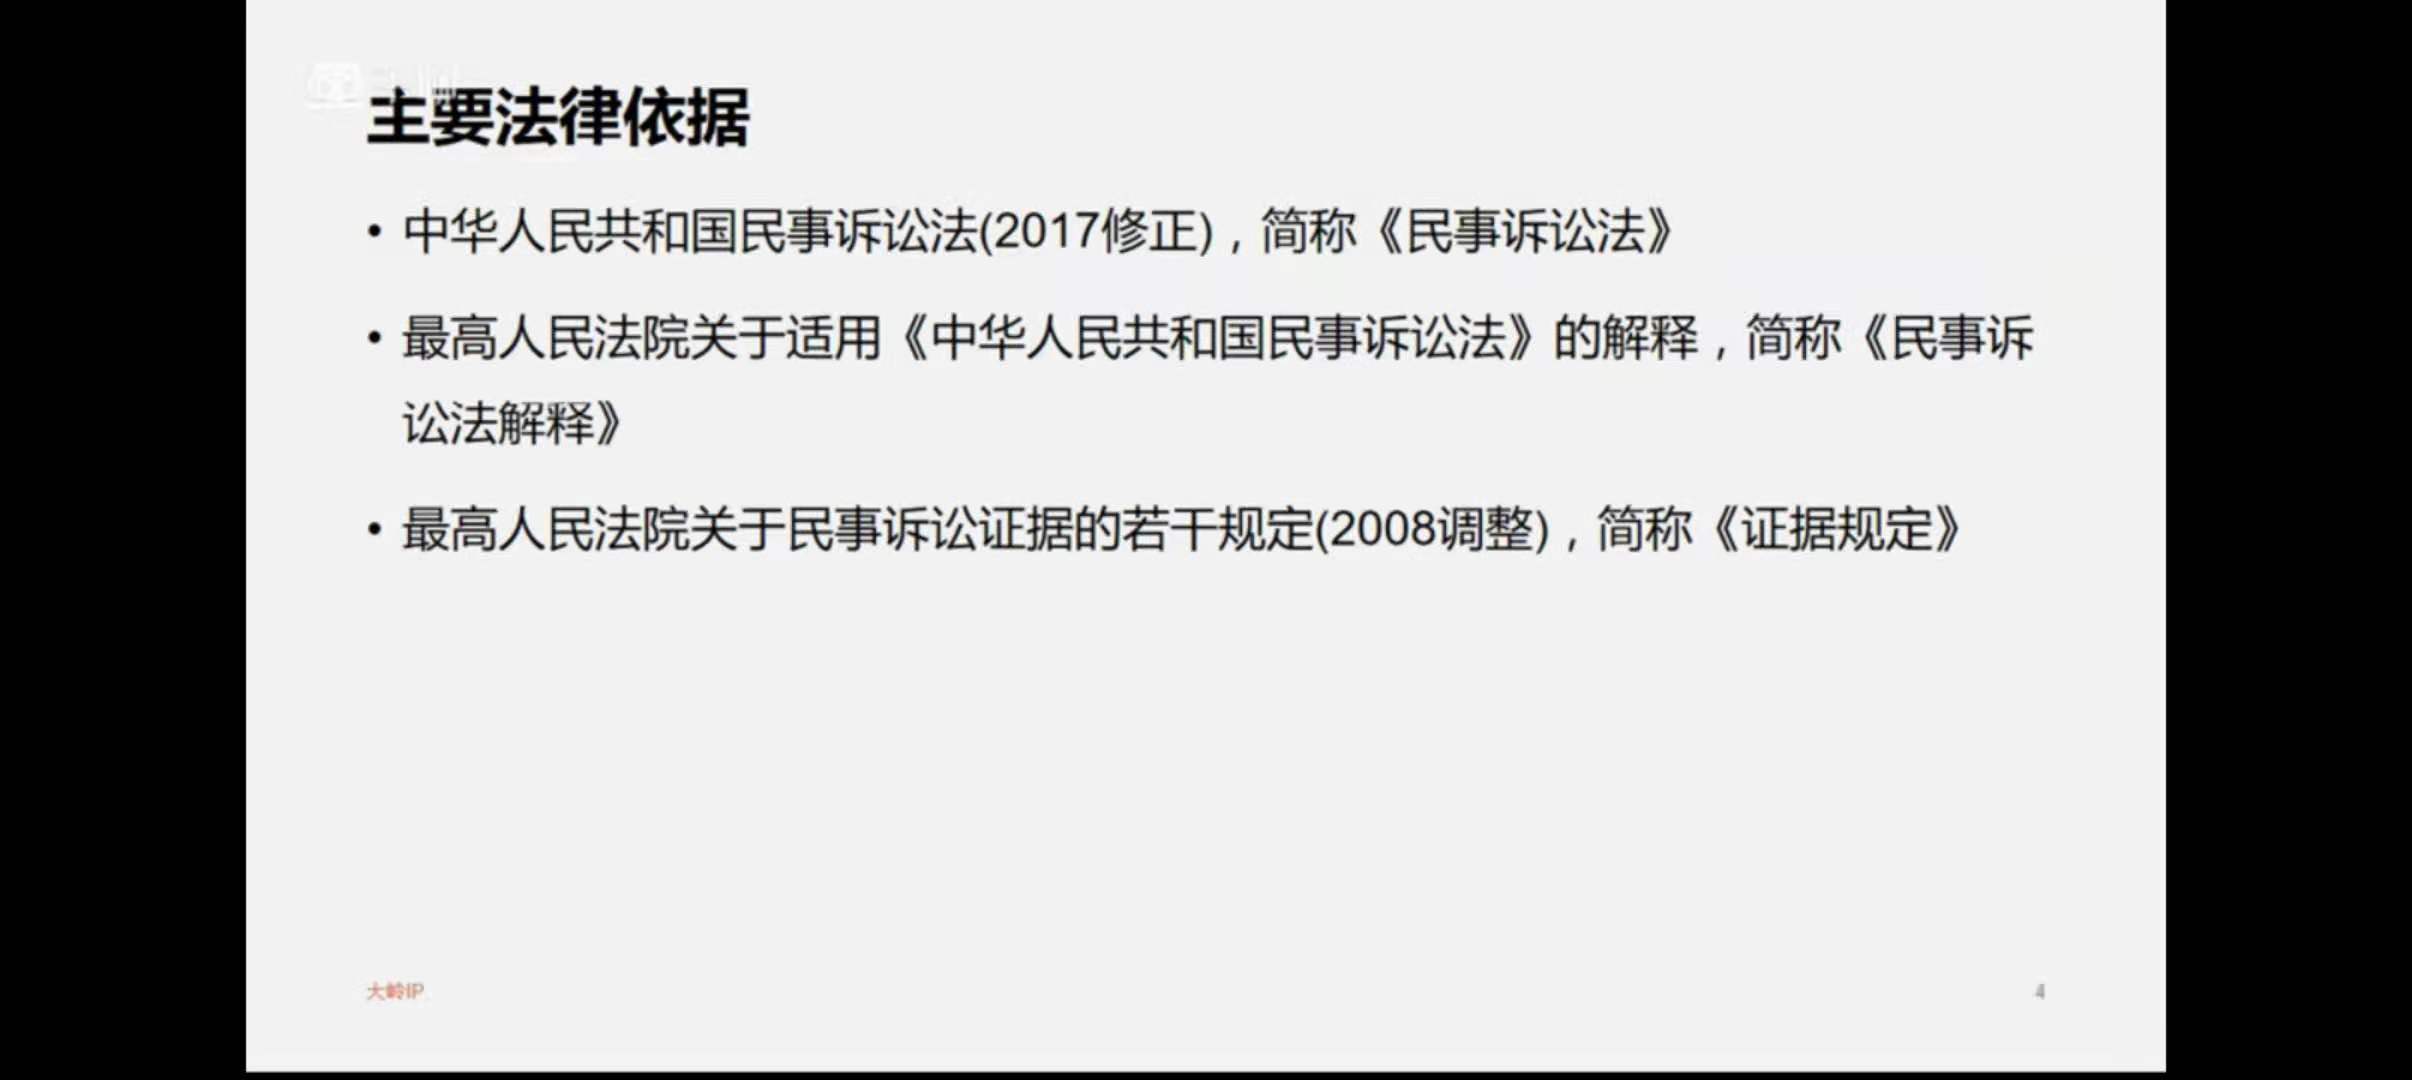 主要法律依据
• 中华人民共和国民事诉讼法(2017修正)，简称《民事诉讼法》
• 最高人民法院关于适用《中华人民共和国民事诉讼法》的解释，简称《民事诉
讼法解释》
• 最高人民法院关于民事诉讼证据的若干规定(2008调整)，简称《证据规定》
大岭IP
4